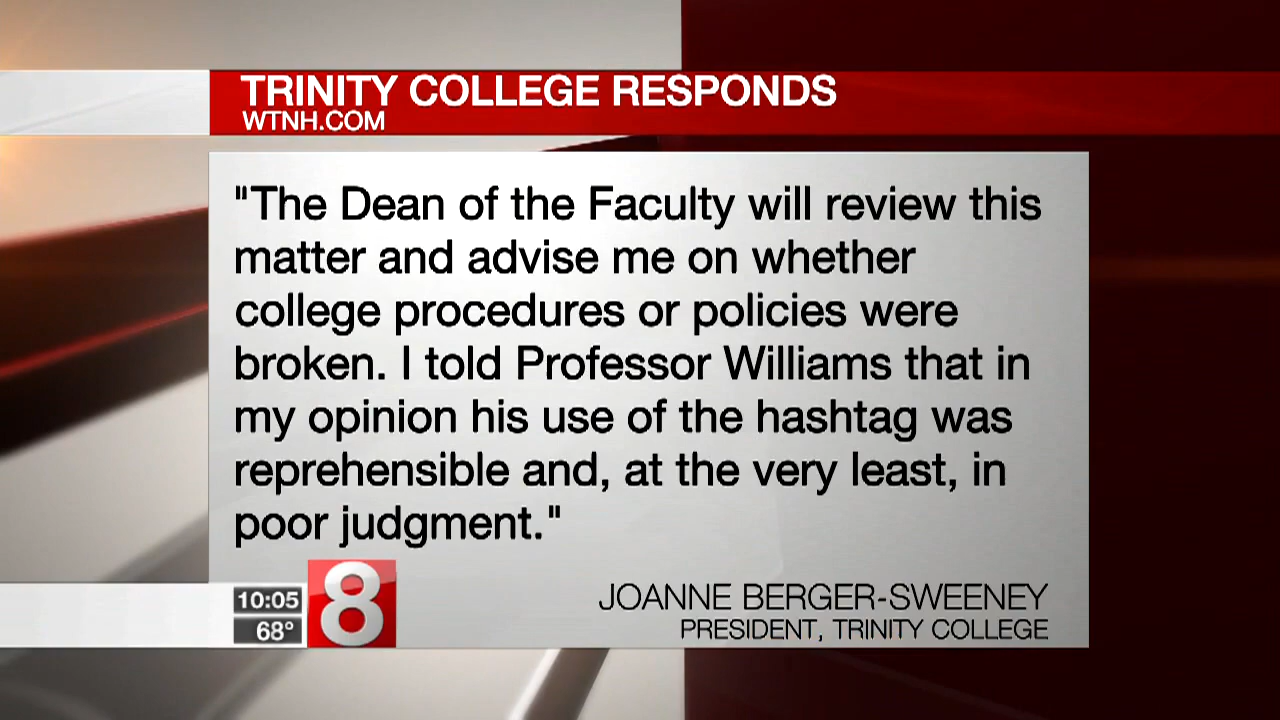 TRINITY COLLEGE RESPONDS
WTNH.COM
"The Dean of the Faculty will review this
matter and advise me on whether
college procedures or policies were
broken. I told Professor Williams that in
my opinion his use of the hashtag was
reprehensible and, at the very least, in
poor judgment."
JOANNE BERGER-SWEENEY
PRESIDENT, TRINITY COLLEGE
10:05
68°
8